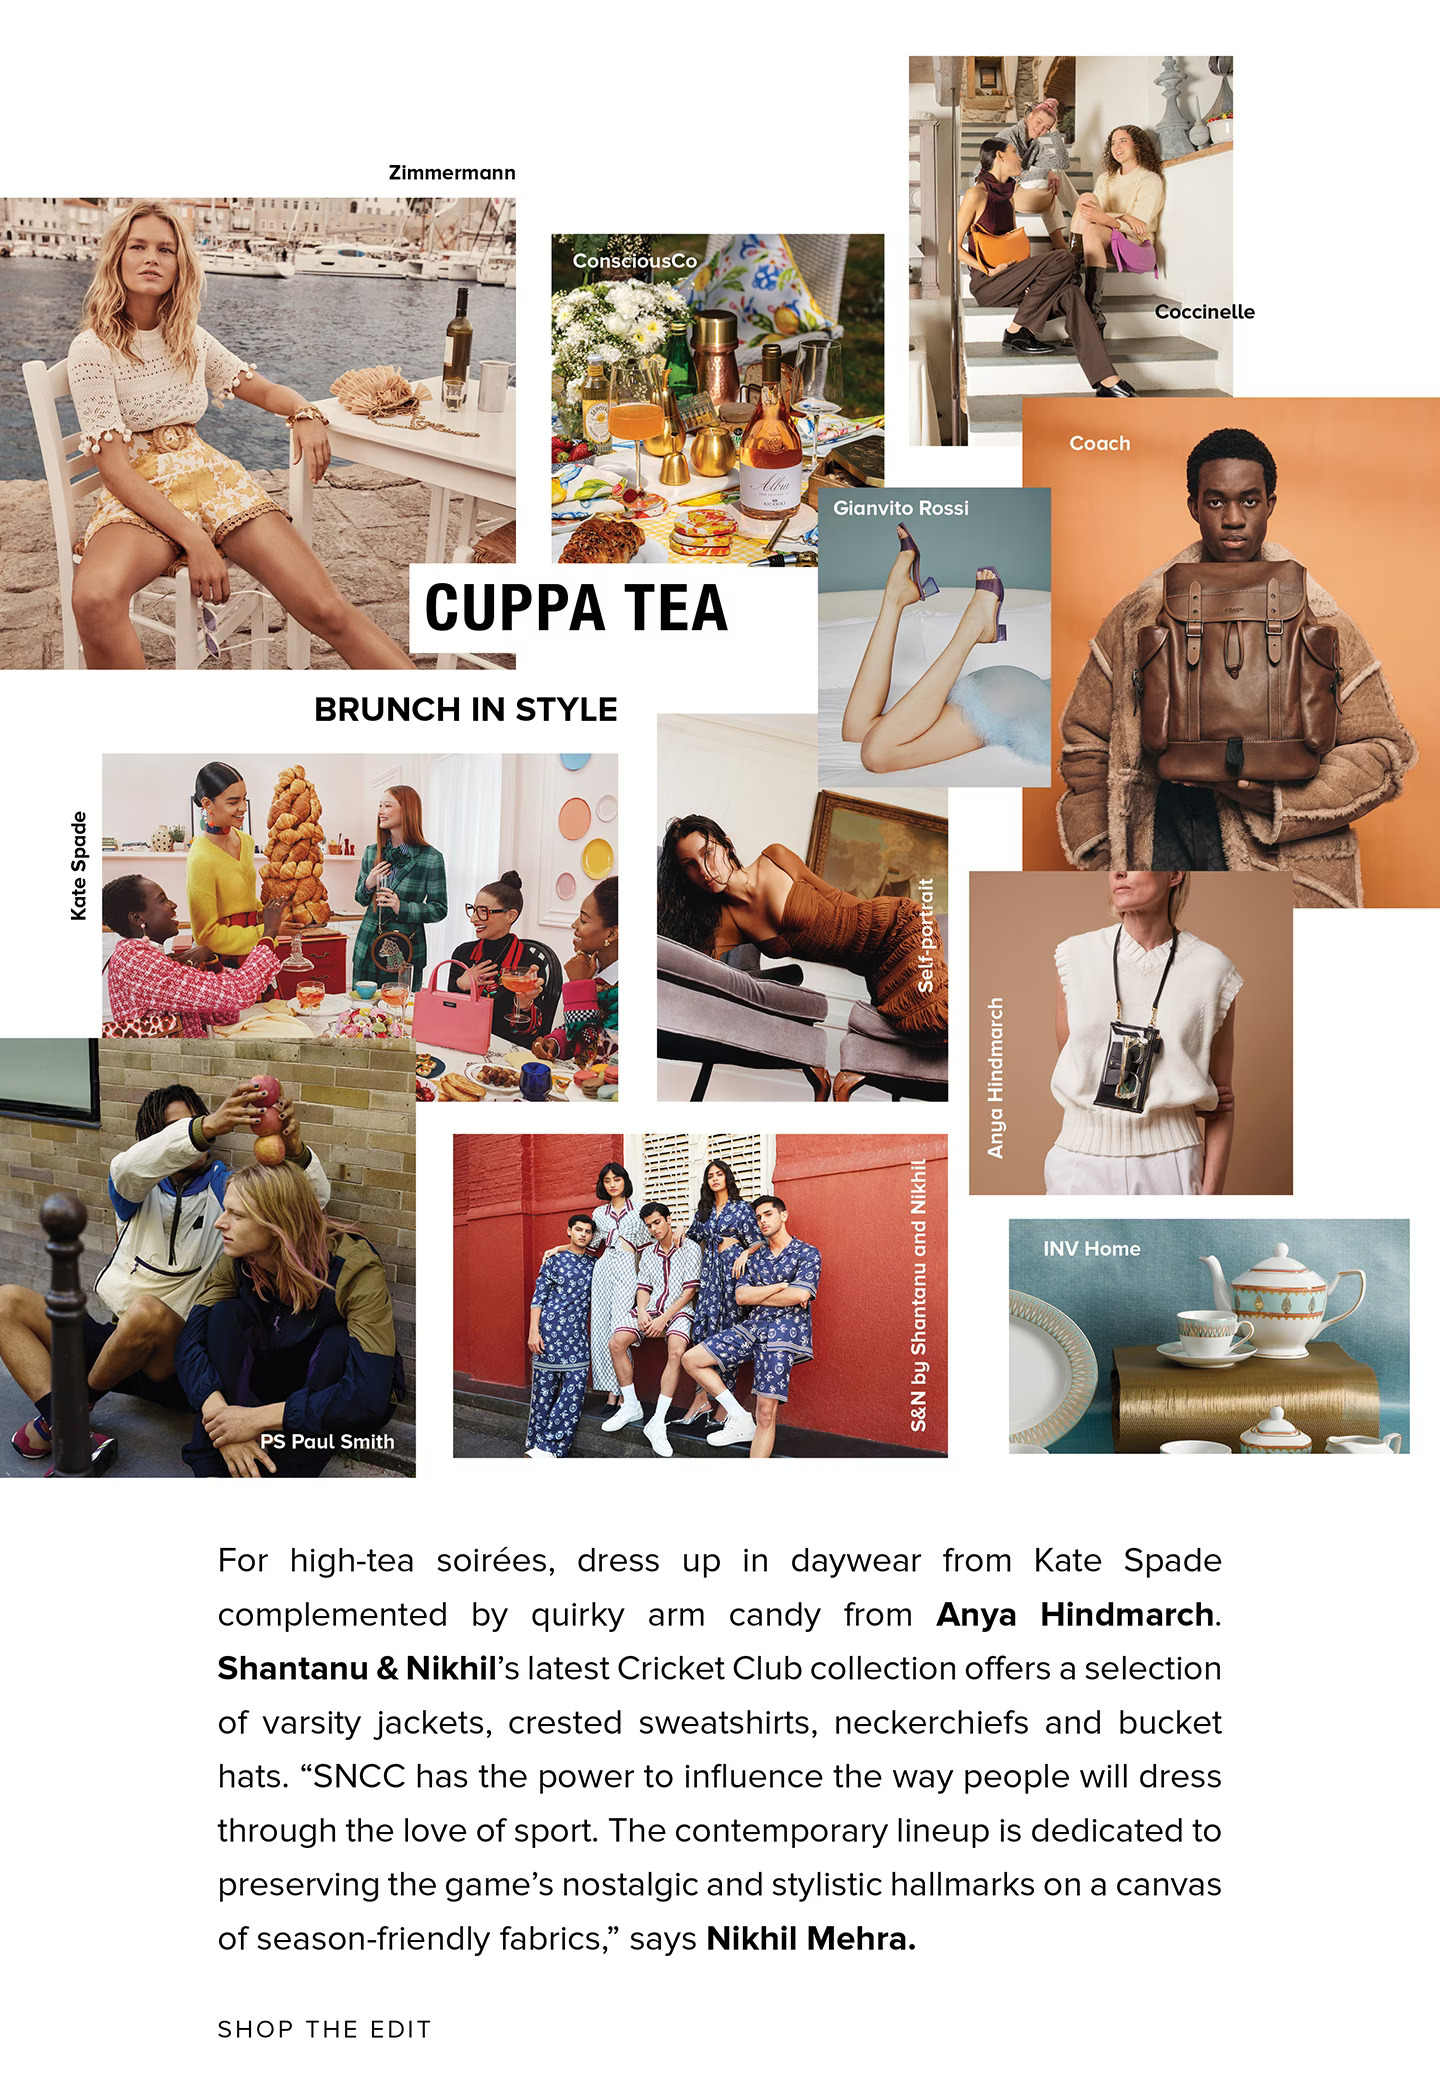 Zimmermann
ConsciousCo
Coccinelle
Coach
COACH
Gianvito Rossi
Albia
RICASOLI
CUPPA TEA
BRUNCH IN STYLE
Kate Spade
Self-portrait
Anya Hindmarch
S&N by Shantanu and Nikhil
INV Home
PS Paul Smith
For high-tea soirées, dress up in daywear from Kate Spade
complemented by quirky arm candy from Anya Hindmarch.
Shantanu & Nikhil’s latest Cricket Club collection offers a selection
of varsity jackets, crested sweatshirts, neckerchiefs and bucket
hats. “SNCC has the power to influence the way people will dress
through the love of sport. The contemporary lineup is dedicated to
preserving the game’s nostalgic and stylistic hallmarks on a canvas
of season-friendly fabrics,” says Nikhil Mehra.
SHOP THE EDIT